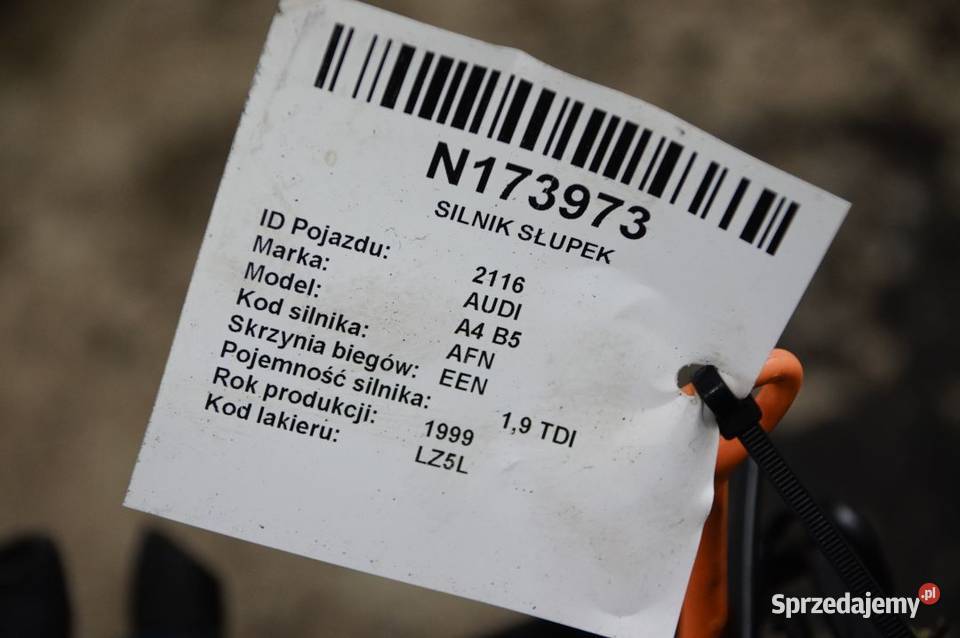 N173973
SILNIK SŁUPEK
ID Pojazdu: 2116
Marka: AUDI
Model: A4 B5
Kod silnika: AFN
Skrzynia biegów: EEN
Pojemność silnika: 1,9 TDI
Rok produkcji: 1999
Kod lakieru: LZ5L
Sprzedajemy.pl